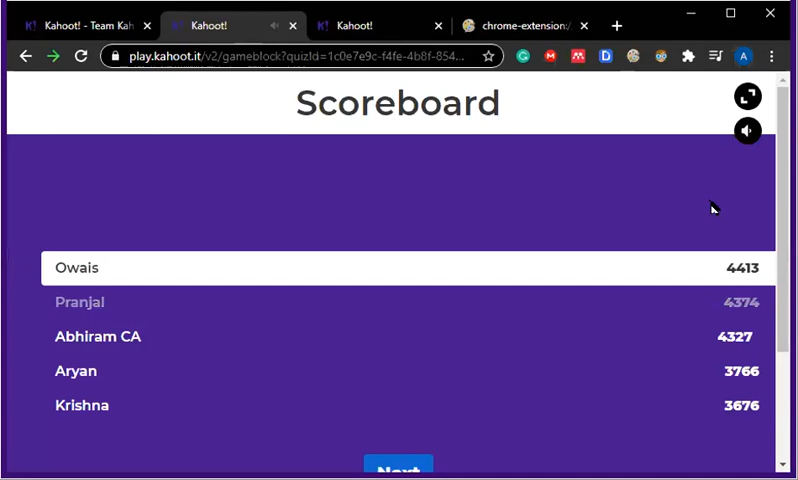 Kahoot! - Team Kah
Kahoot!
Kahoot!
chrome-extension:/
play.kahoot.it/v2/gameblock?quizId=1c0e7e9c-f4fe-4b8f-854...
A
Scoreboard
Owais 4413
Pranjal 4374
Abhiram CA 4327
Aryan 3766
Krishna 3676
Next